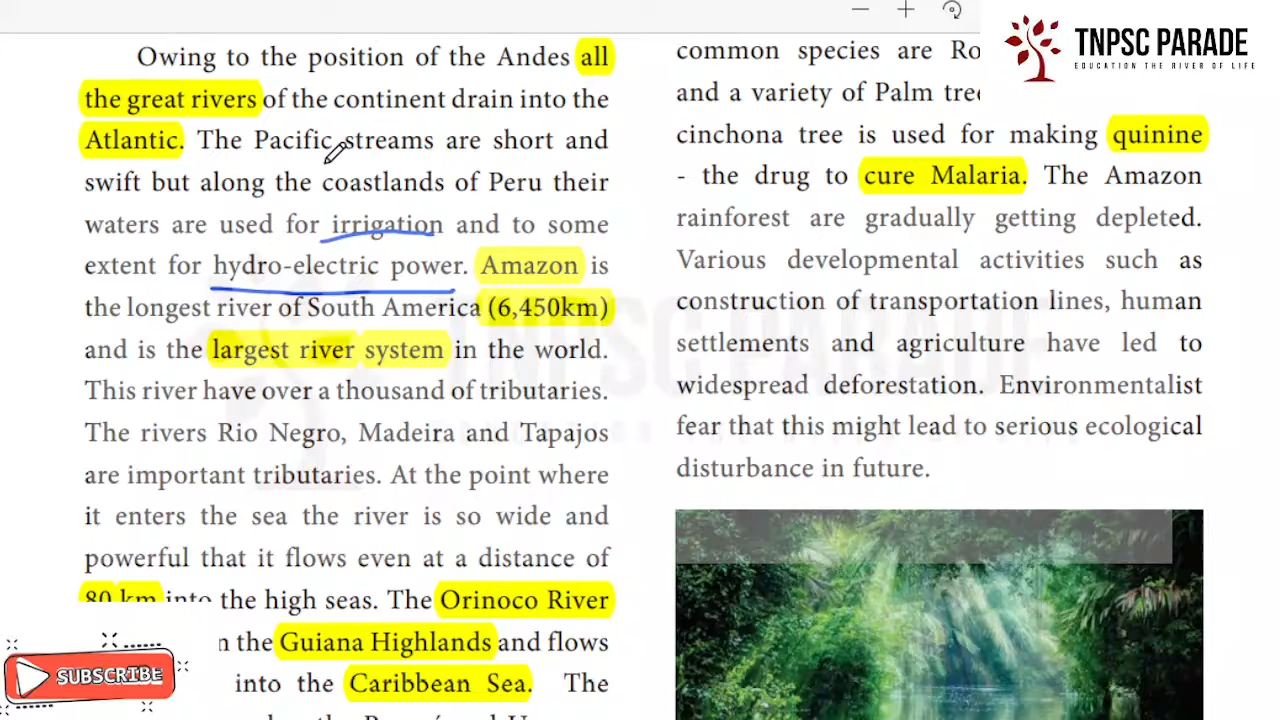 Owing to the position of the Andes all
the great rivers of the continent drain into the
Atlantic. The Pacific streams are short and
swift but along the coastlands of Peru their
waters are used for irrigation and to some
extent for hydro-electric power. Amazon is
the longest river of South America (6,450km)
and is the largest river system in the world.
This river have over a thousand of tributaries.
The rivers Rio Negro, Madeira and Tapajos
are important tributaries. At the point where
it enters the sea the river is so wide and
powerful that it flows even at a distance of
80 km into the high seas. The Orinoco River
the Guiana Highlands and flows
into the Caribbean Sea. The
common species are
and a variety of Palm
cinchona tree is used for making quinine
- the drug to cure Malaria. The Amazon
rainforest are gradually getting depleted.
Various developmental activities such as
construction of transportation lines, human
settlements and agriculture have led to
widespread deforestation. Environmentalist
fear that this might lead to serious ecological
disturbance in future.
TNPSC PARADE
EDUCATION THE RIVER OF LIFE
TNPSC PARADE
SUBSCRIBE